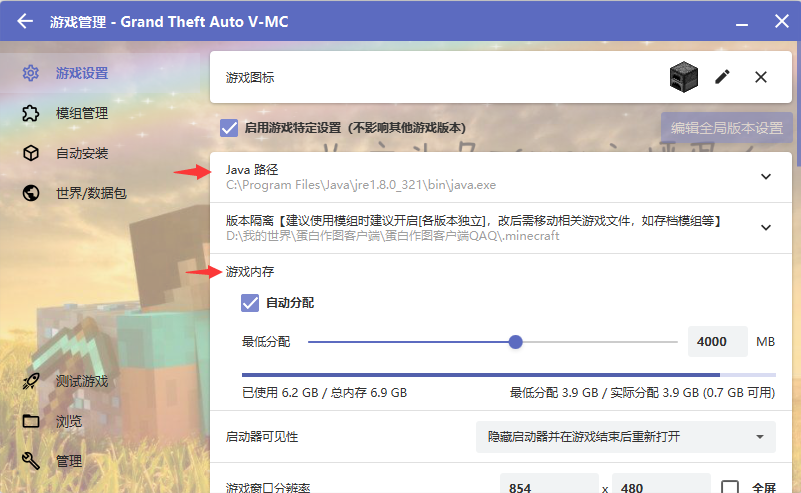 游戏管理 - Grand Theft Auto V-MC
游戏设置
模组管理
自动安装
世界/数据包
测试游戏
浏览
管理
游戏图标
启用游戏特定设置（不影响其他游戏版本）
编辑全局版本设置
Java 路径
C:\Program Files\Java\jre1.8.0_321\bin\java.exe
版本隔离【建议使用模组时建议开启[各版本独立]，改后需移动相关游戏文件，如存档模组等】
D:\我的世界\蛋白作图客户端\蛋白作图客户端QAQ\.minecraft
游戏内存
自动分配
最低分配 4000 MB
已使用 6.2 GB / 总内存 6.9 GB 最低分配 3.9 GB / 实际分配 3.9 GB (0.7 GB 可用)
启动器可见性 隐藏启动器并在游戏结束后重新打开
游戏窗口分辨率 854 x 480 全屏